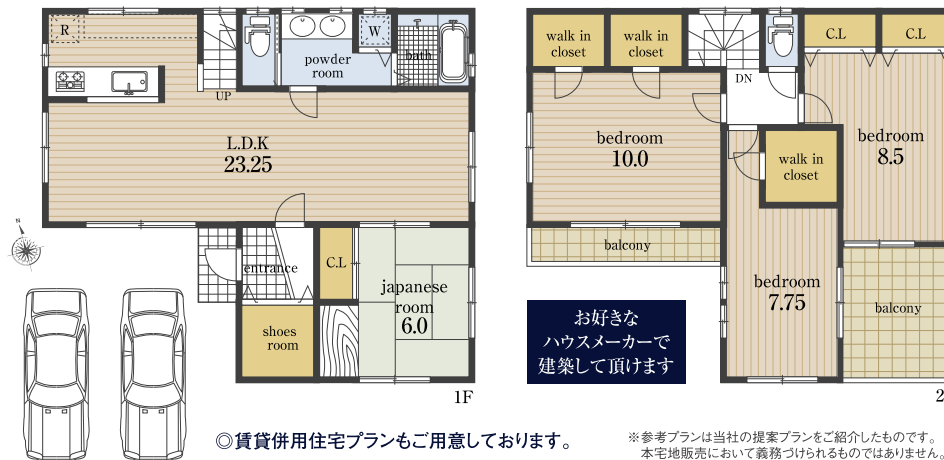 R
UP
powder
room
W
bath
L.D.K
23.25
N
entrance
C.L
shoes
room
japanese
room
6.0
1F
walk in
closet
walk in
closet
DN
C.L
C.L
bedroom
10.0
bedroom
8.5
walk in
closet
balcony
bedroom
7.75
balcony
お好きな
ハウスメーカーで
建築して頂けます
2
◎賃貸併用住宅プランもご用意しております。
※参考プランは当社の提案プランをご紹介したものです。
本宅地販売において義務づけられるものではありません。